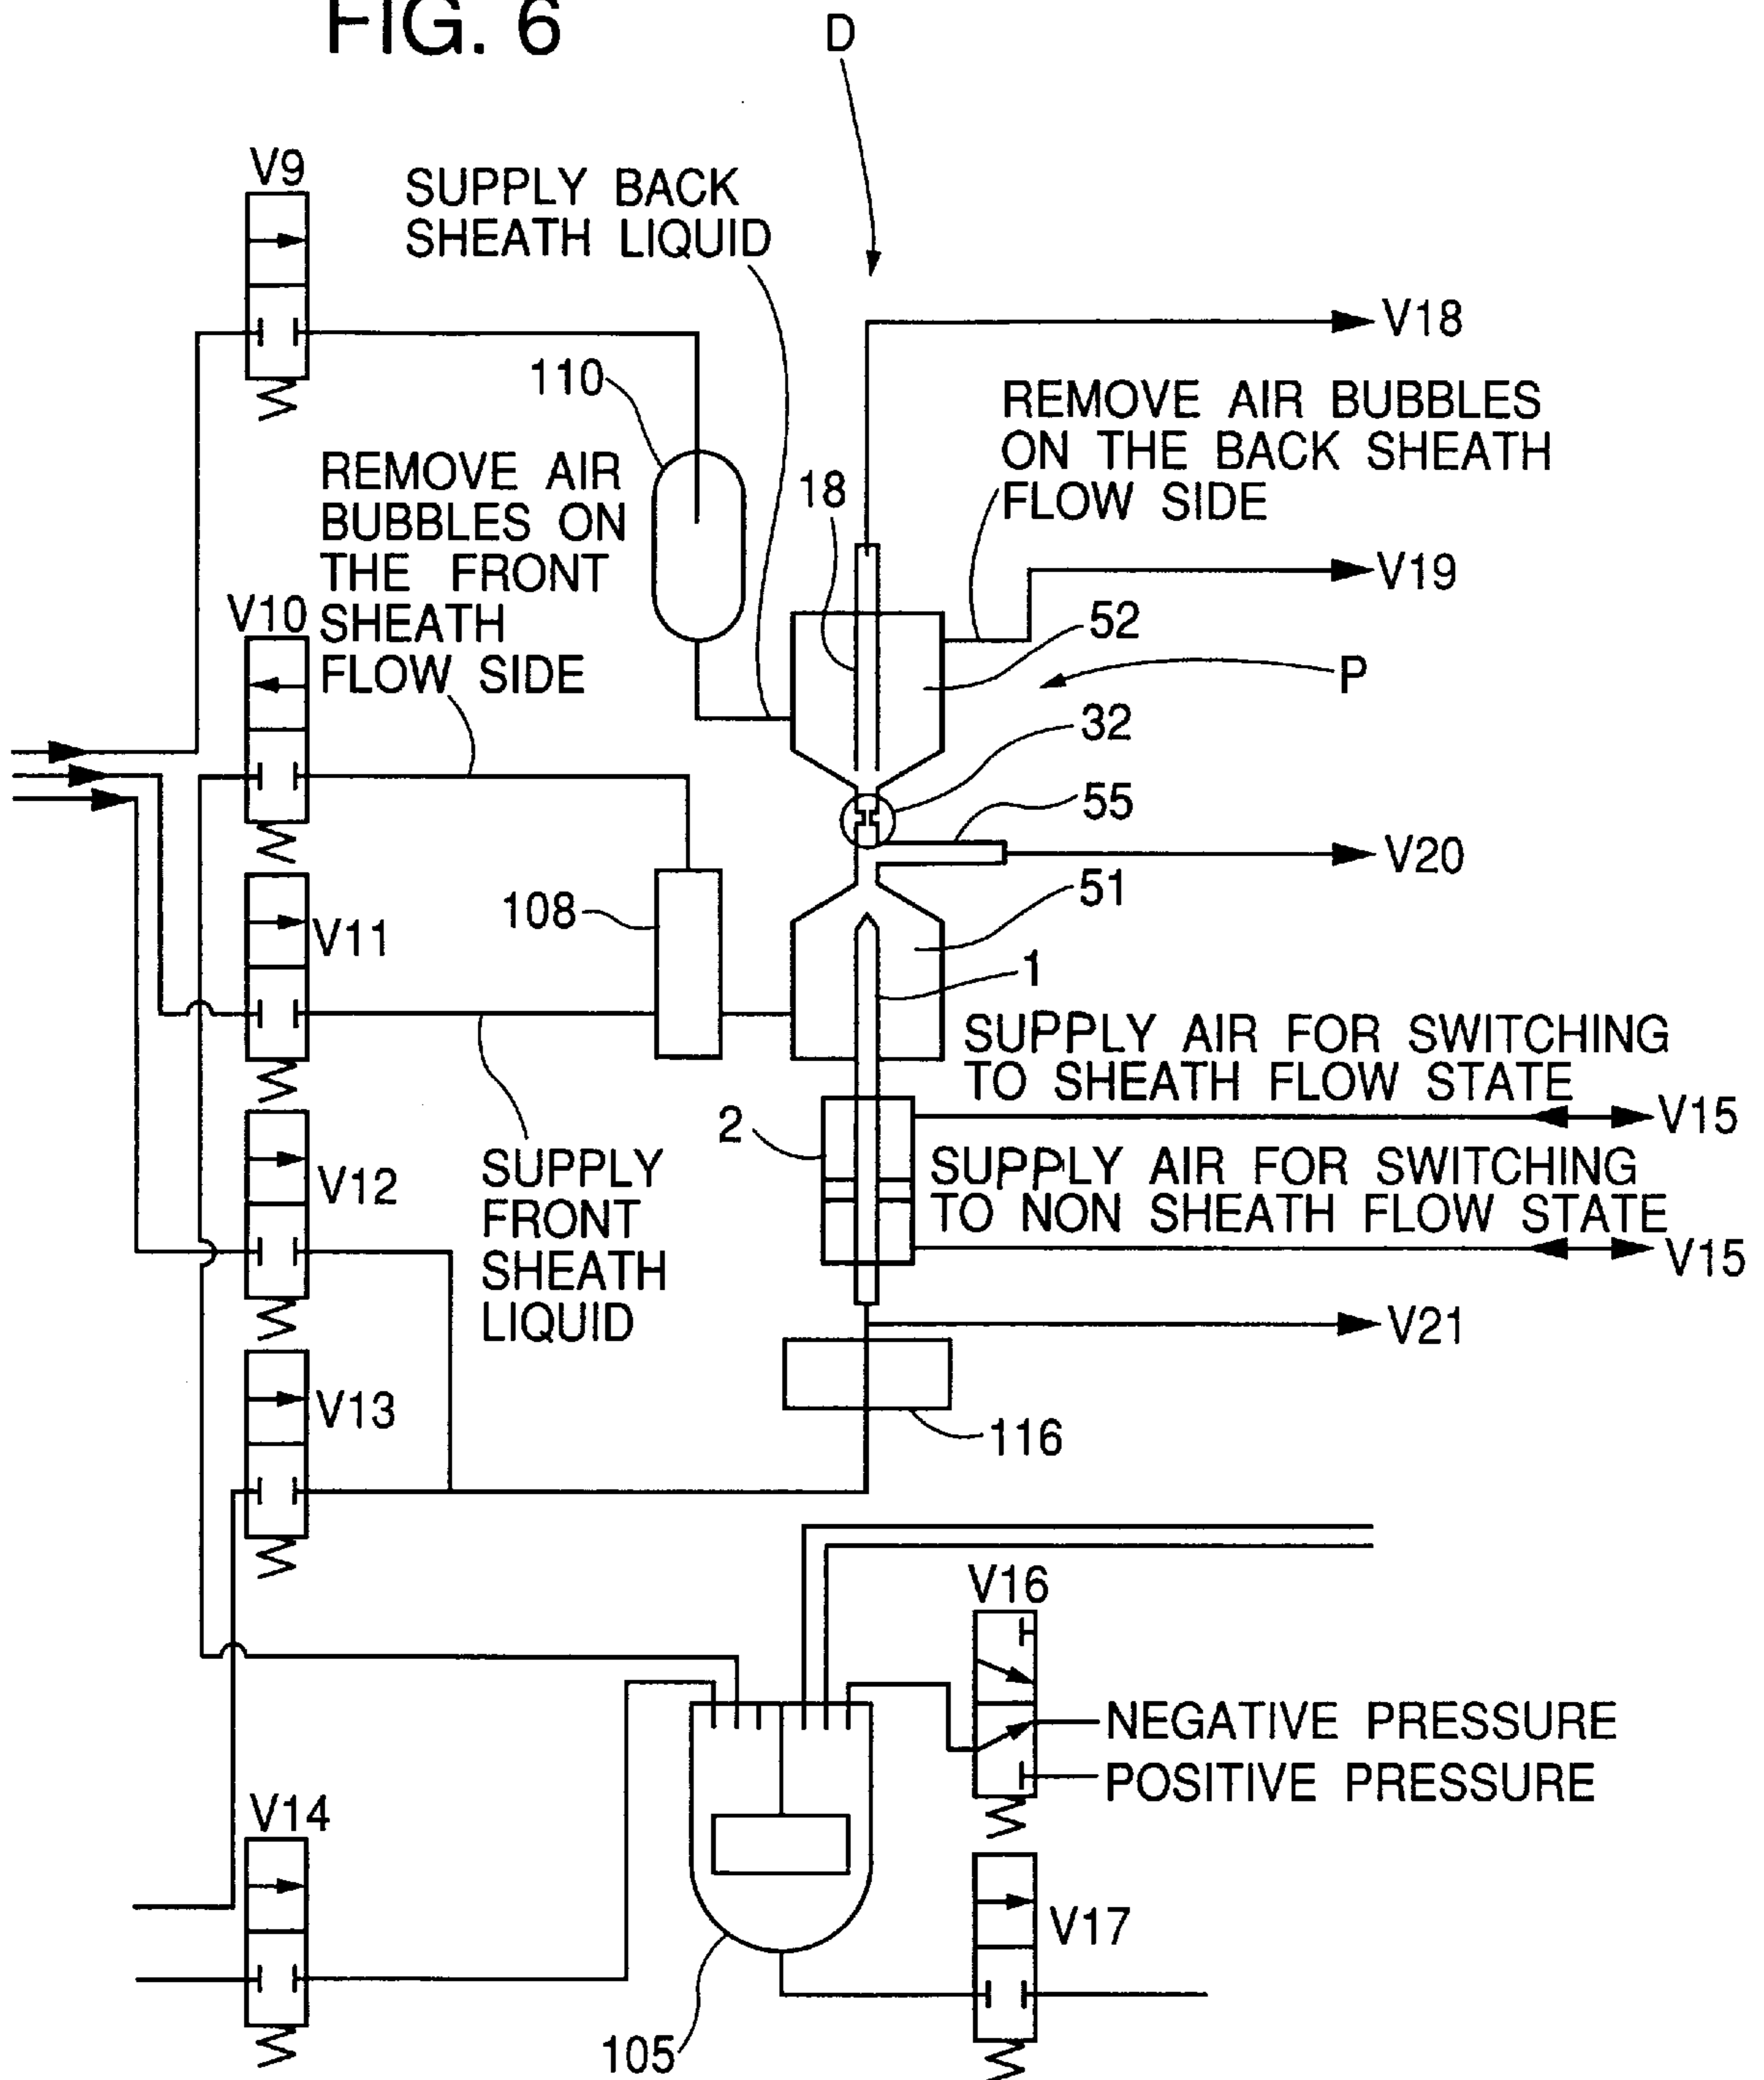 FIG. 6
D
V9
SUPPLY BACK
SHEATH LIQUID
V18
110
REMOVE AIR BUBBLES
ON THE BACK SHEATH
FLOW SIDE
REMOVE AIR
BUBBLES ON
THE FRONT
SHEATH
FLOW SIDE
18
V19
V10
52
P
32
55
V20
108
51
V11
1
SUPPLY AIR FOR SWITCHING
TO SHEATH FLOW STATE
2
V15
SUPPLY
FRONT
SHEATH
LIQUID
SUPPLY AIR FOR SWITCHING
TO NON SHEATH FLOW STATE
V12
V15
V21
V13
116
V16
NEGATIVE PRESSURE
POSITIVE PRESSURE
V14
V17
105